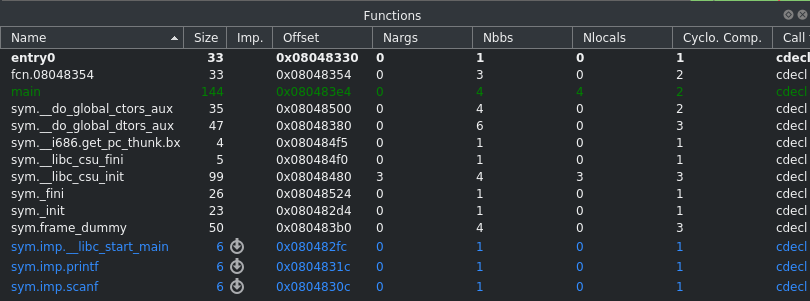 Functions
Name Size Imp. Offset Nargs Nbbs Nlocals Cyclo. Comp. Call
entry0 33 0x08048330 0 1 0 1 cdecl
fcn.08048354 33 0x08048354 0 3 0 2 cdecl
main 144 0x080483e4 0 4 4 2 cdecl
sym.__do_global_ctors_aux 35 0x08048500 0 4 0 2 cdecl
sym.__do_global_dtors_aux 47 0x08048380 0 6 0 3 cdecl
sym.__i686.get_pc_thunk.bx 4 0x080484f5 0 1 0 1 cdecl
sym.__libc_csu_fini 5 0x080484f0 0 1 0 1 cdecl
sym.__libc_csu_init 99 0x08048480 3 4 3 3 cdecl
sym._fini 26 0x08048524 0 1 0 1 cdecl
sym._init 23 0x080482d4 0 1 0 1 cdecl
sym.frame_dummy 50 0x080483b0 0 4 0 3 cdecl
sym.imp.__libc_start_main 6 0x080482fc 0 1 0 1 cdecl
sym.imp.printf 6 0x0804831c 0 1 0 1 cdecl
sym.imp.scanf 6 0x0804830c 0 1 0 1 cdecl